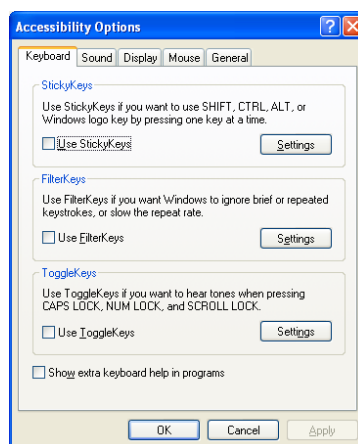 Accessibility Options
Keyboard Sound Display Mouse General
StickyKeys
Use StickyKeys if you want to use SHIFT, CTRL, ALT, or
Windows logo key by pressing one key at a time.
Use StickyKeys Settings
FilterKeys
Use FilterKeys if you want Windows to ignore brief or repeated
keystrokes, or slow the repeat rate.
Use FilterKeys Settings
ToggleKeys
Use ToggleKeys if you want to hear tones when pressing
CAPS LOCK, NUM LOCK, and SCROLL LOCK.
Use ToggleKeys Settings
Show extra keyboard help in programs
OK Cancel Apply